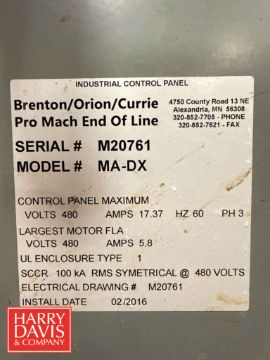 INDUSTRIAL CONTROL PANEL
Brenton/Orion/Currie
Pro Mach End Of Line
4750 County Road 13 NE
Alexandria, MN 56308
320-852-7705 - PHONE
320-852-7621 - FAX
SERIAL # M20761
MODEL # MA-DX
CONTROL PANEL MAXIMUM
VOLTS 480 AMPS 17.37 HZ 60 PH 3
LARGEST MOTOR FLA
VOLTS 480 AMPS 5.8
UL ENCLOSURE TYPE 1
SCCR 100 kA RMS SYMETRICAL @ 480 VOLTS
ELECTRICAL DRAWING # M20761
INSTALL DATE 02/2016
HARRY
DAVIS
& COMPANY